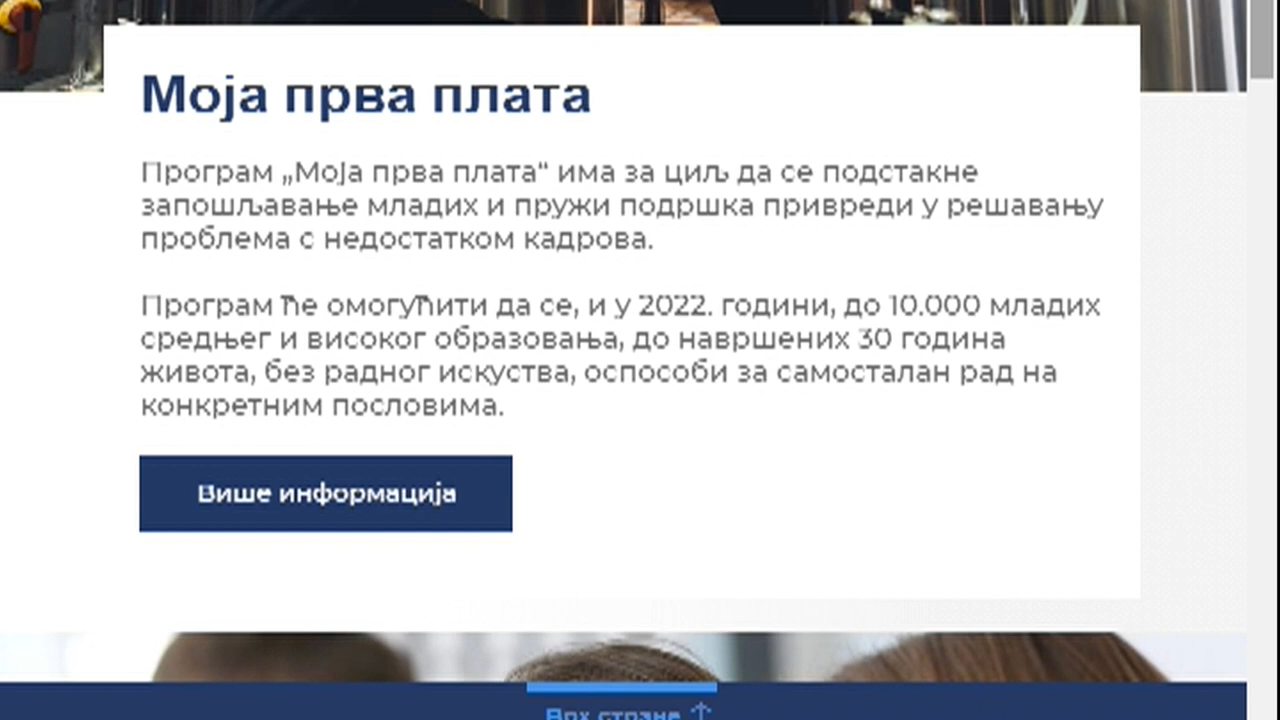 Моја прва плата
Програм „Моја прва плата“ има за циљ да се подстакне
запошљавање младих и пружи подршка привреди у решавању
проблема с недостатком кадрова.
Програм ће омогућити да се, и у 2022. години, до 10.000 младих
средњег и високог образовања, до навршених 30 година
живота, без радног искуства, оспособи за самосталан рад на
конкретним пословима.
Више информација
Врх стране ↑